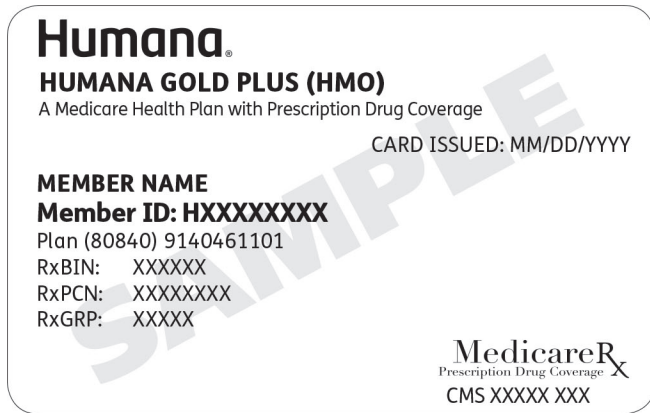 Humana®
HUMANA GOLD PLUS (HMO)
A Medicare Health Plan with Prescription Drug Coverage
CARD ISSUED: MM/DD/YYYY
MEMBER NAME
Member ID: HXXXXXXXX
Plan (80840) 9140461101
RxBIN: XXXXXX
RxPCN: XXXXXXXX
RxGRP: XXXXX
SAMPLE
MedicareRx
Prescription Drug Coverage
CMS XXXXX XXX